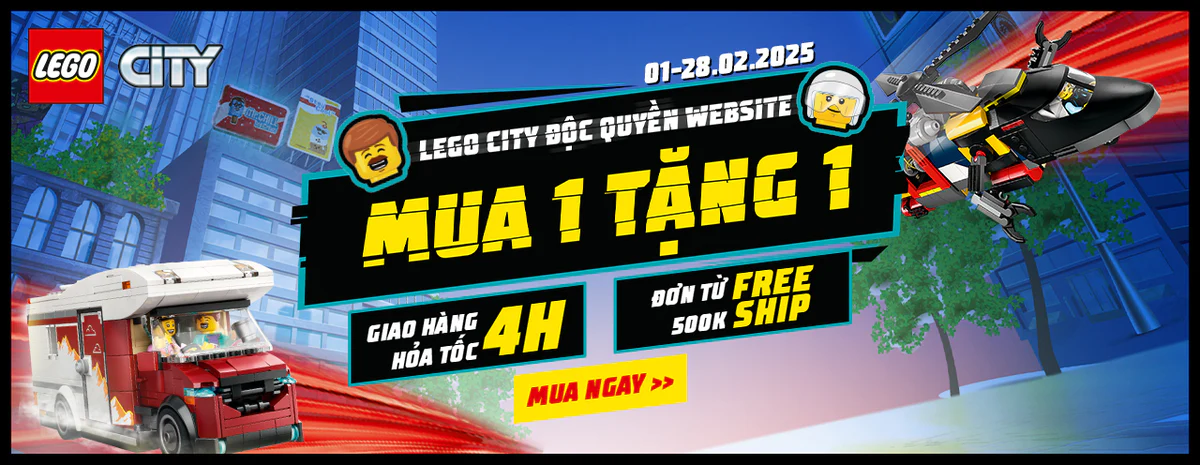 LEGO
CITY
01-28.02.2025
LEGO CITY ĐỘC QUYỀN WEBSITE
MUA 1 TẶNG 1
GIAO HÀNG
HỎA TỐC
4H
ĐƠN TỪ
500K
FREE
SHIP
MUA NGAY >>